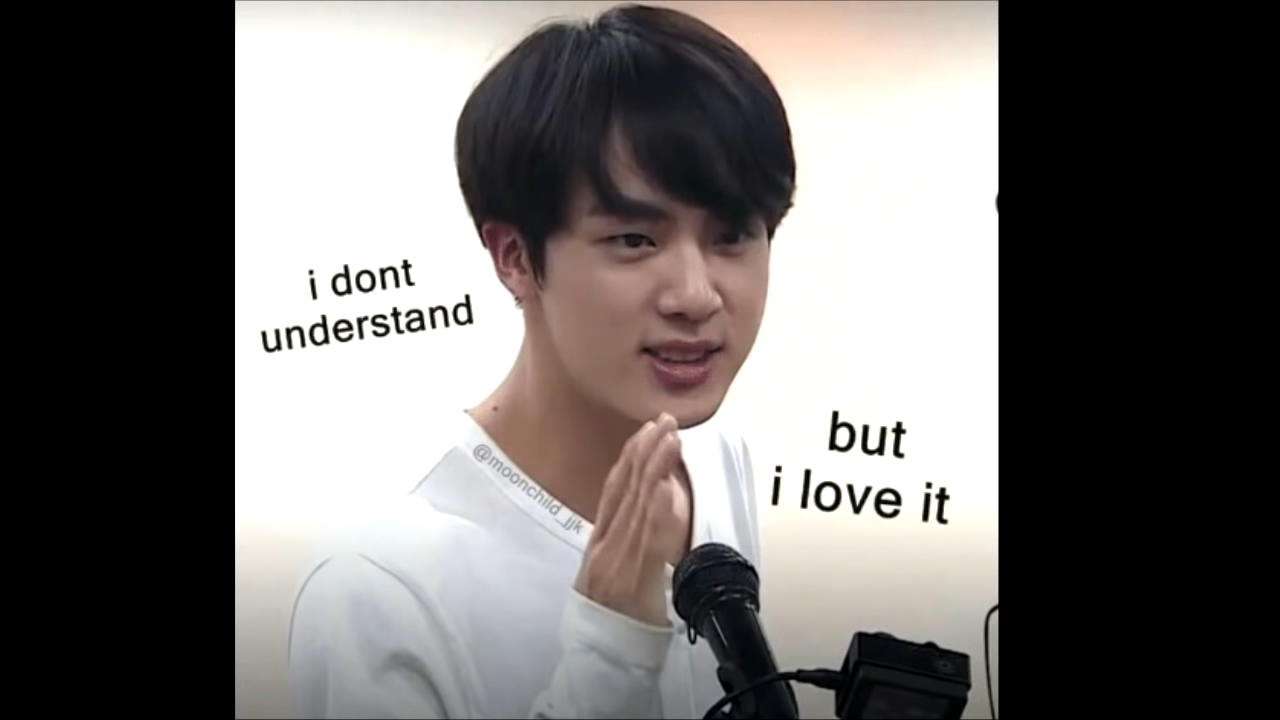 i dont
understand
@moonchild_jjk
but
i love it